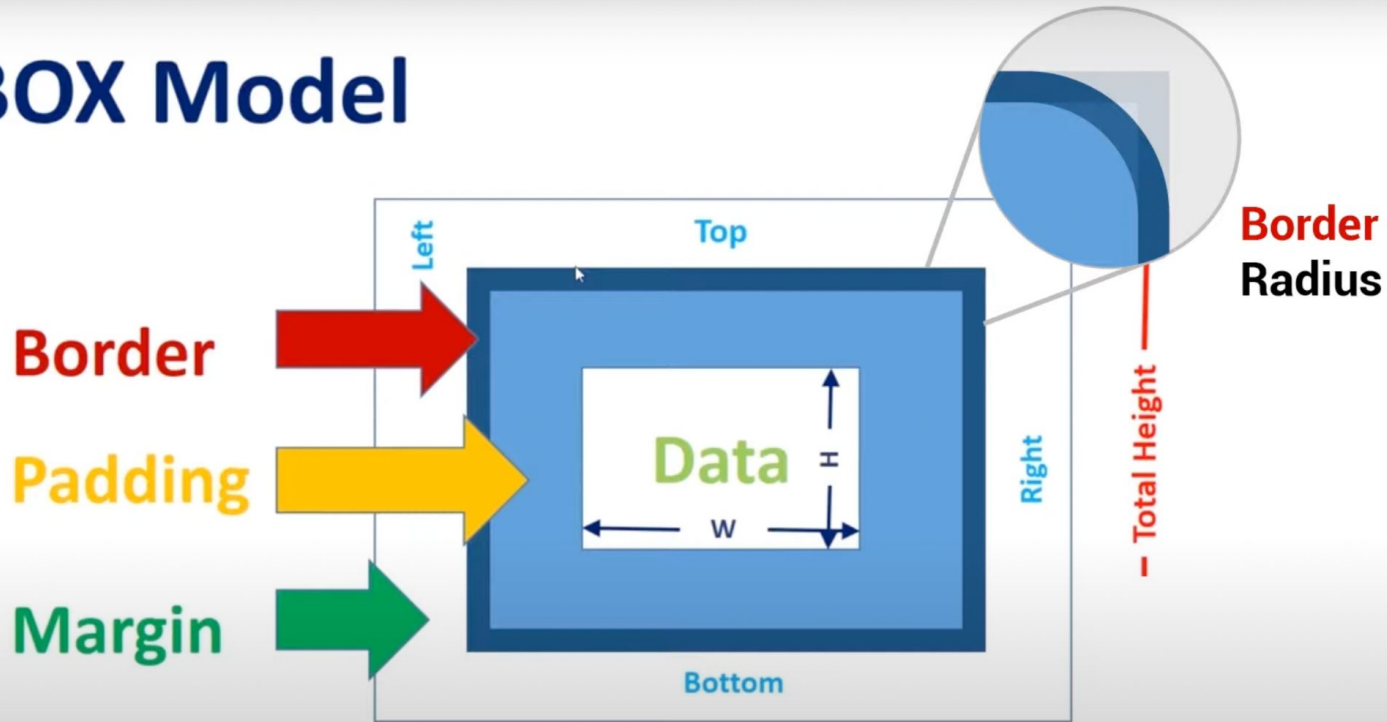 BOX Model
Left
Top
Border
Radius
Border
Padding
Margin
Data
H
W
Right
Total Height
Bottom